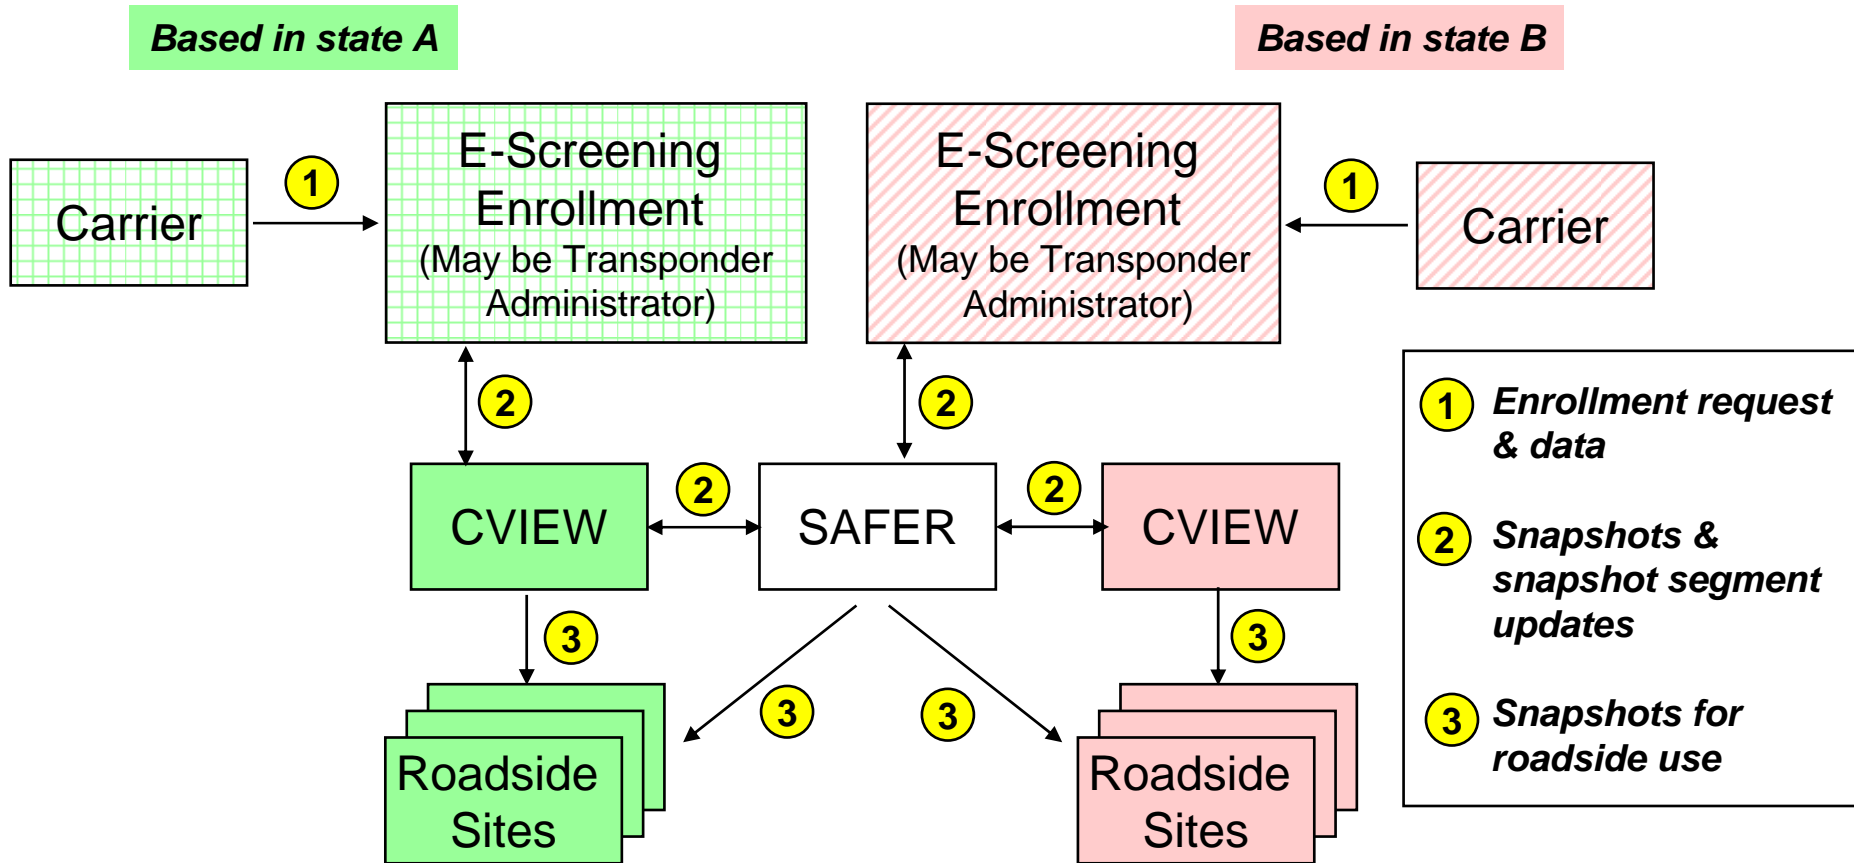 Based in state A
Based in state B
Carrier
1
E-Screening
Enrollment
(May be Transponder
Administrator)
E-Screening
Enrollment
(May be Transponder
Administrator)
1
Carrier
2
2
CVIEW
2
SAFER
2
CVIEW
3
3
3
3
Roadside
Sites
Roadside
Sites
1 Enrollment request
& data
2 Snapshots &
snapshot segment
updates
3 Snapshots for
roadside use